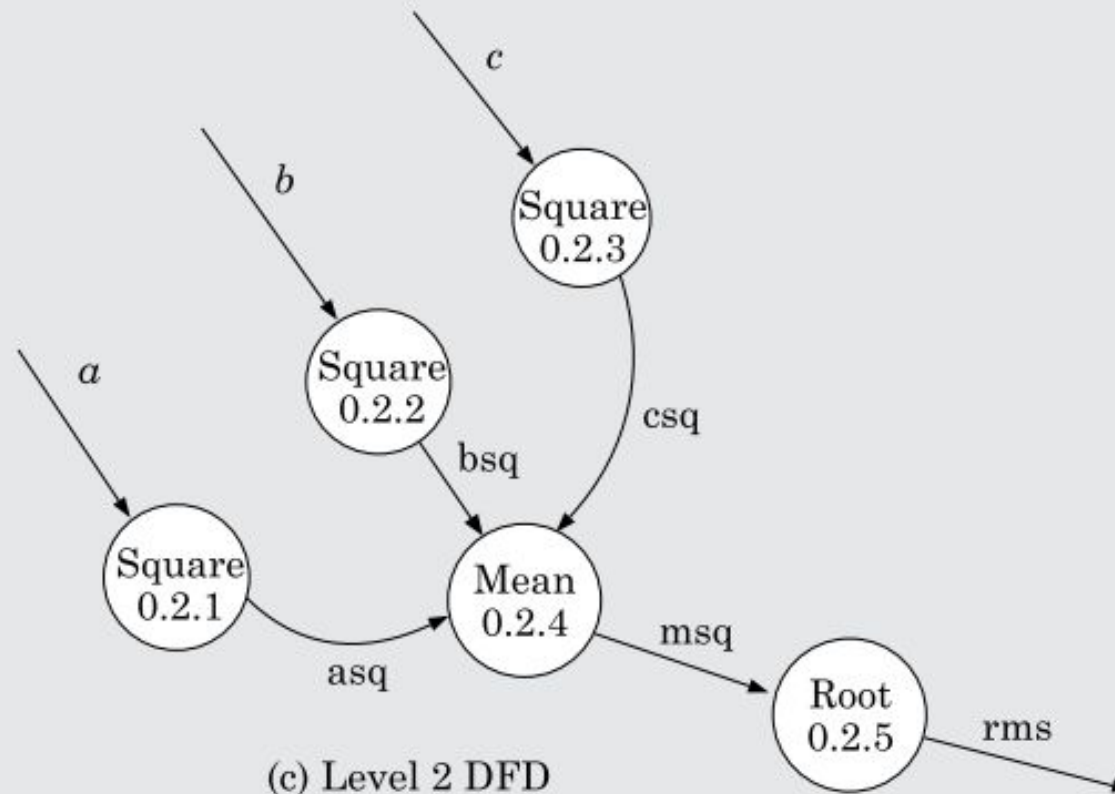 c
b
Square
0.2.3
a
Square
0.2.2
csq
bsq
Square
0.2.1
Mean
0.2.4
asq
msq
Root
0.2.5
rms
(c) Level 2 DFD